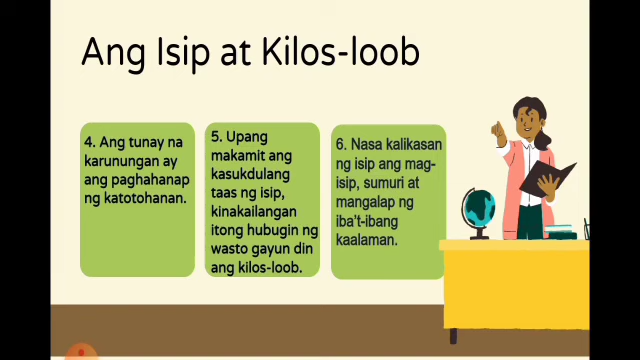 Ang Isip at Kilos-loob
4. Ang tunay na
karunungan ay
ang paghahanap
ng katotohanan.
5. Upang
makamit ang
kasukdulang
taas ng isip,
kinakailangan
itong hubugin ng
wasto gayun din
ang kilos-loob.
6. Nasa kalikasan
ng isip ang mag-
isip, sumuri at
mangalap ng
iba't-ibang
kaalaman.